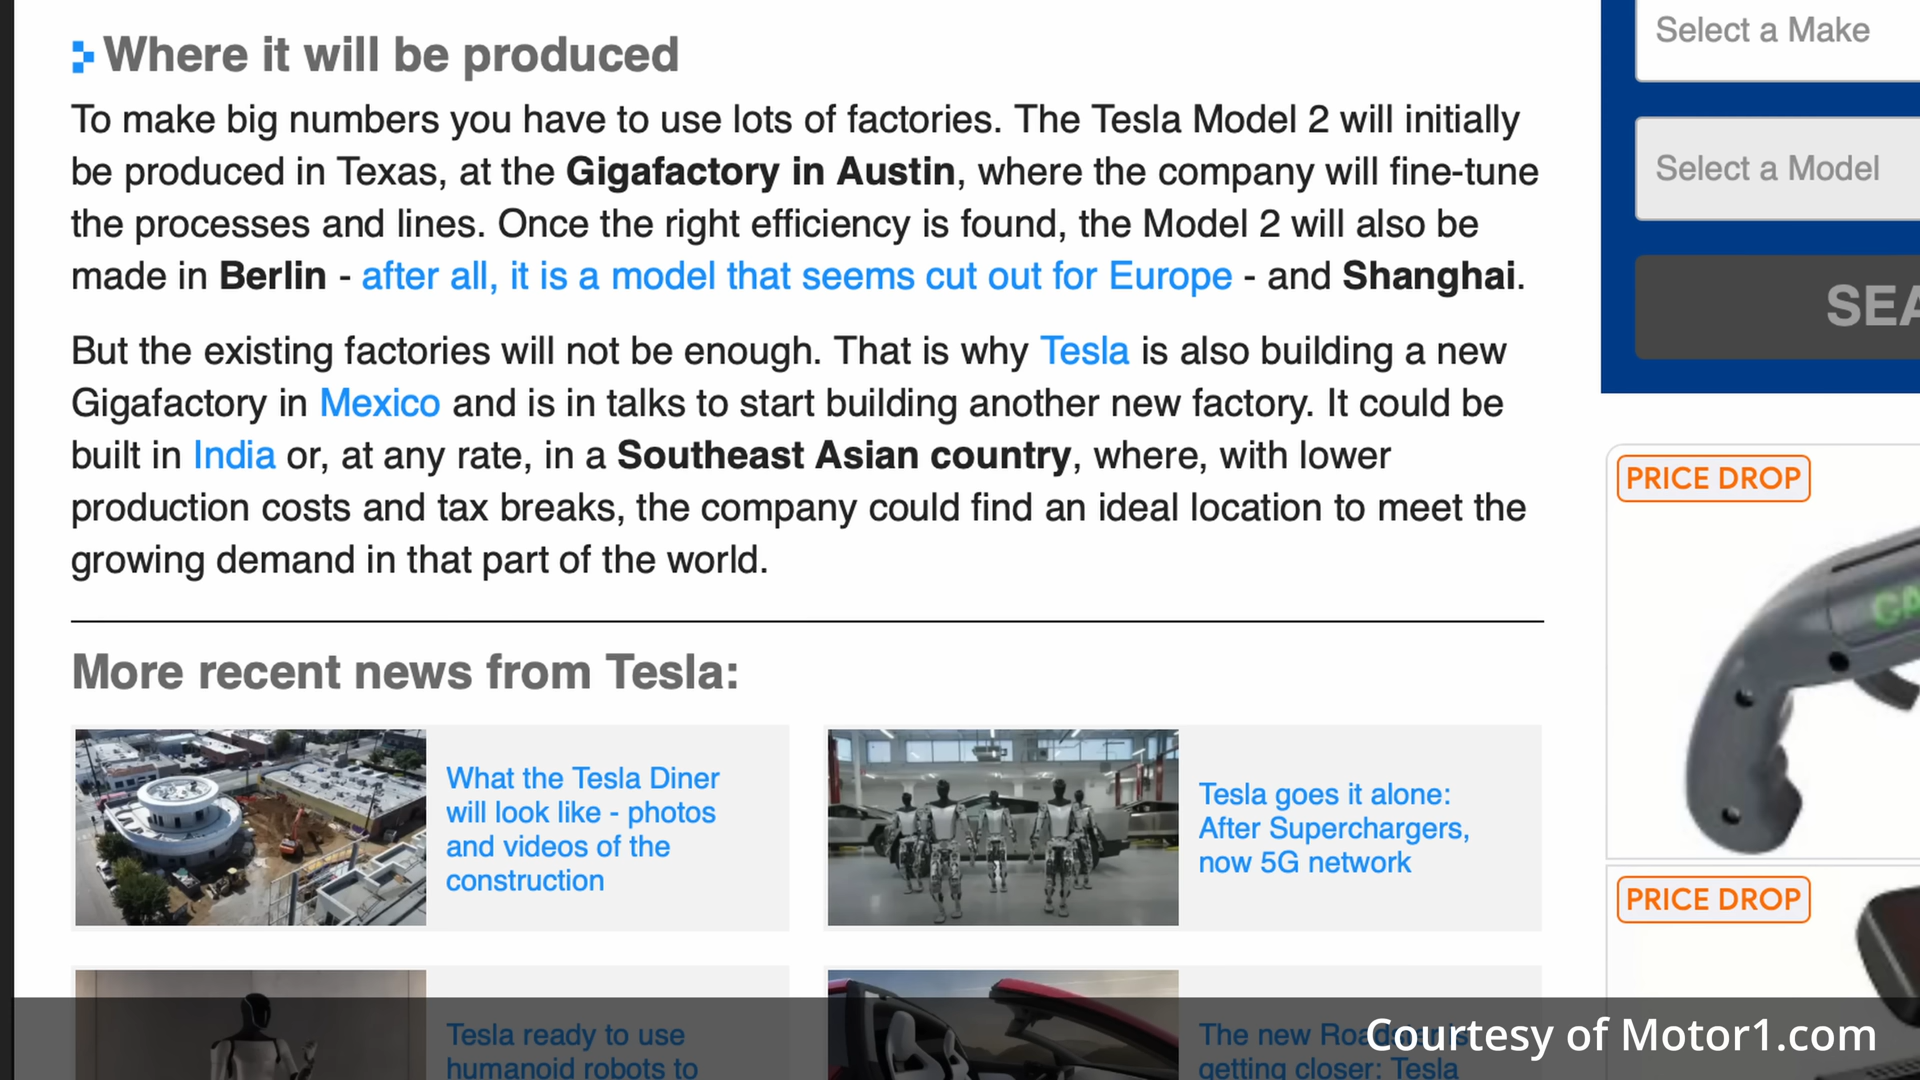 Where it will be produced
To make big numbers you have to use lots of factories. The Tesla Model 2 will initially
be produced in Texas, at the Gigafactory in Austin, where the company will fine-tune
the processes and lines. Once the right efficiency is found, the Model 2 will also be
made in Berlin - after all, it is a model that seems cut out for Europe - and Shanghai.
But the existing factories will not be enough. That is why Tesla is also building a new
Gigafactory in Mexico and is in talks to start building another new factory. It could be
built in India or, at any rate, in a Southeast Asian country, where, with lower
production costs and tax breaks, the company could find an ideal location to meet the
growing demand in that part of the world.
More recent news from Tesla:
What the Tesla Diner
will look like - photos
and videos of the
construction
Tesla goes it alone:
After Superchargers,
now 5G network
Tesla ready to use
humanoid robots to
The new
getting closer: Tesla
Select a Make
Select a Model
SEA
PRICE DROP
PRICE DROP
Courtesy of Motor1.com